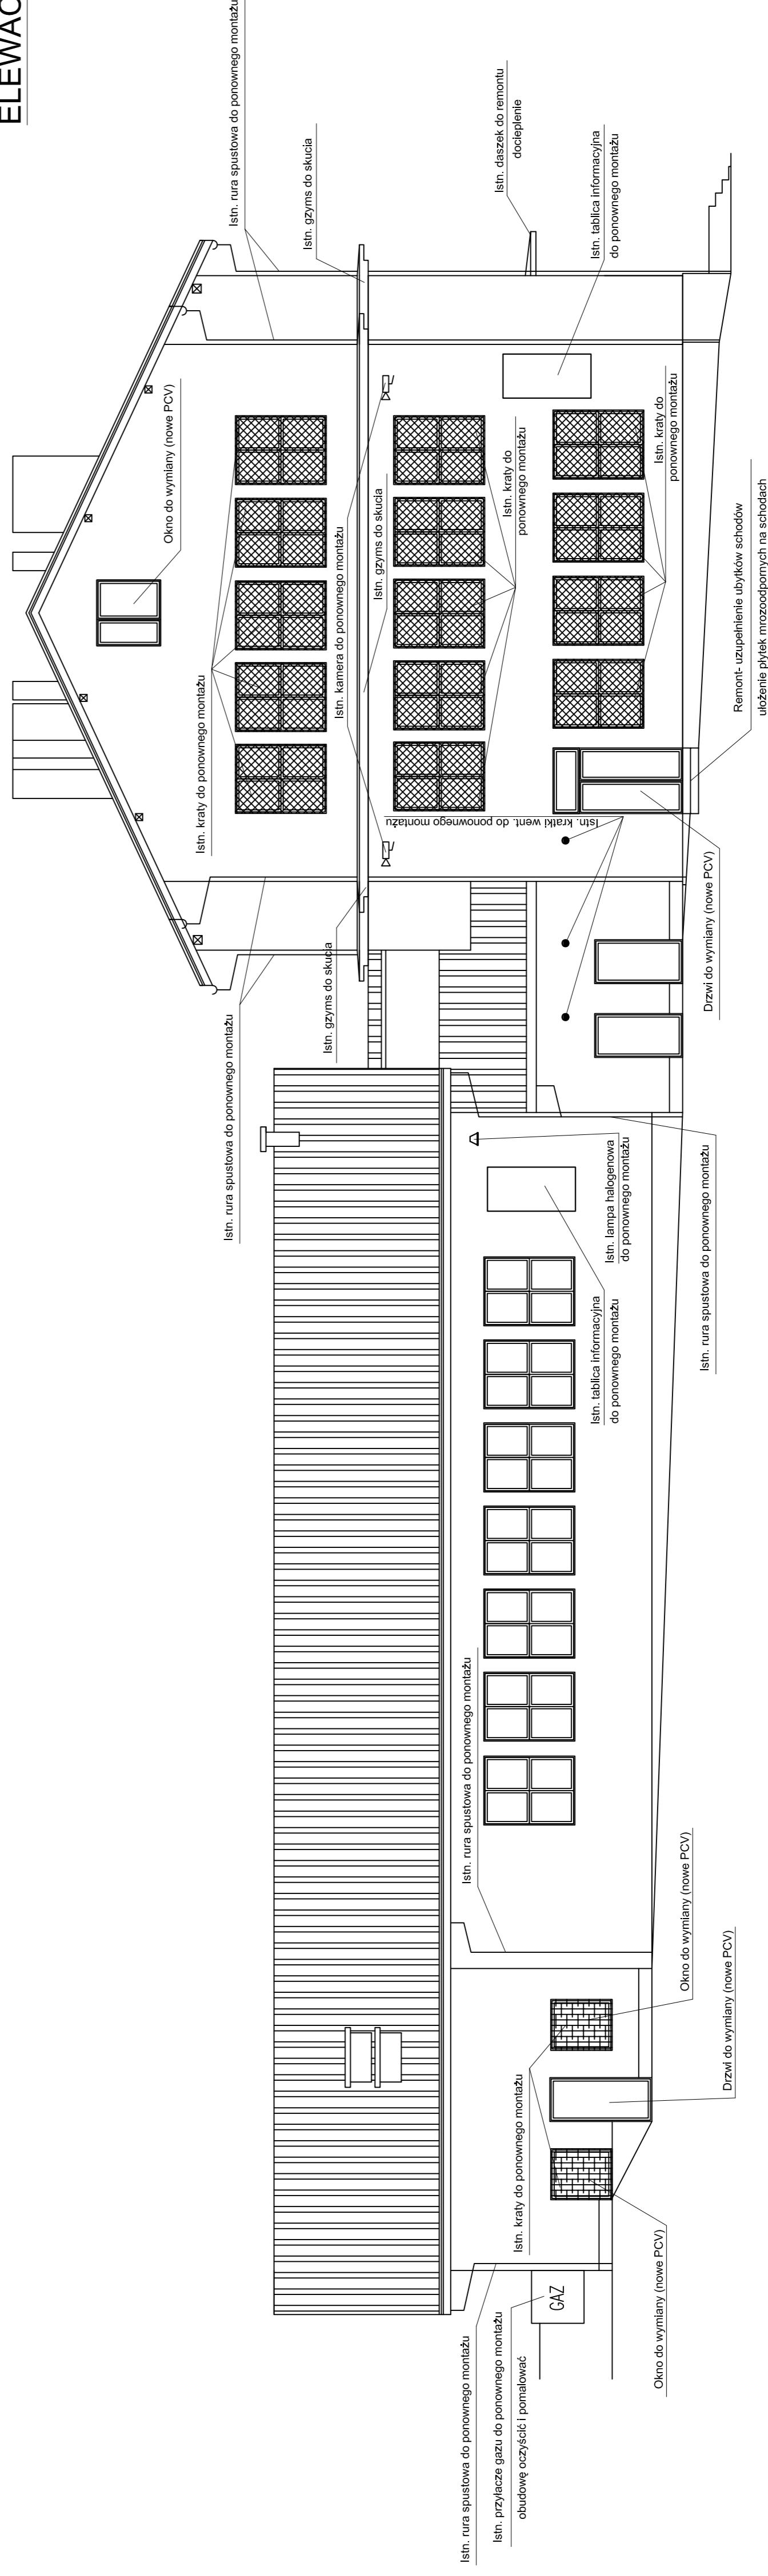 ELEWAC
Istn. rura spustowa do ponownego montażu
Istn. gzyms do skucia
Istn. daszek do remontu
docieplenie
Istn. tablica informacyjna
do ponownego montażu
Okno do wymiany (nowe PCV)
Istn. kraty do ponownego montażu
Istn. kamera do ponownego montażu
Istn. gzyms do skucia
Istn. kraty do
ponownego montażu
Istn. kraty do
ponownego montażu
Remont- uzupełnienie ubytków schodów
ułożenie płytek mrozoodpornych na schodach
Istn. kratki went. do ponownego montażu
Drzwi do wymiany (nowe PCV)
Istn. gzyms do skucia
Istn. rura spustowa do ponownego montażu
Istn. lampa halogenowa
do ponownego montażu
Istn. rura spustowa do ponownego montażu
Istn. tablica informacyjna
do ponownego montażu
Istn. rura spustowa do ponownego montażu
Okno do wymiany (nowe PCV)
Drzwi do wymiany (nowe PCV)
Istn. kraty do ponownego montażu
Okno do wymiany (nowe PCV)
GAZ
Istn. rura spustowa do ponownego montażu
Istn. przyłacze gazu do ponownego montażu
obudowę oczyścić i pomalować